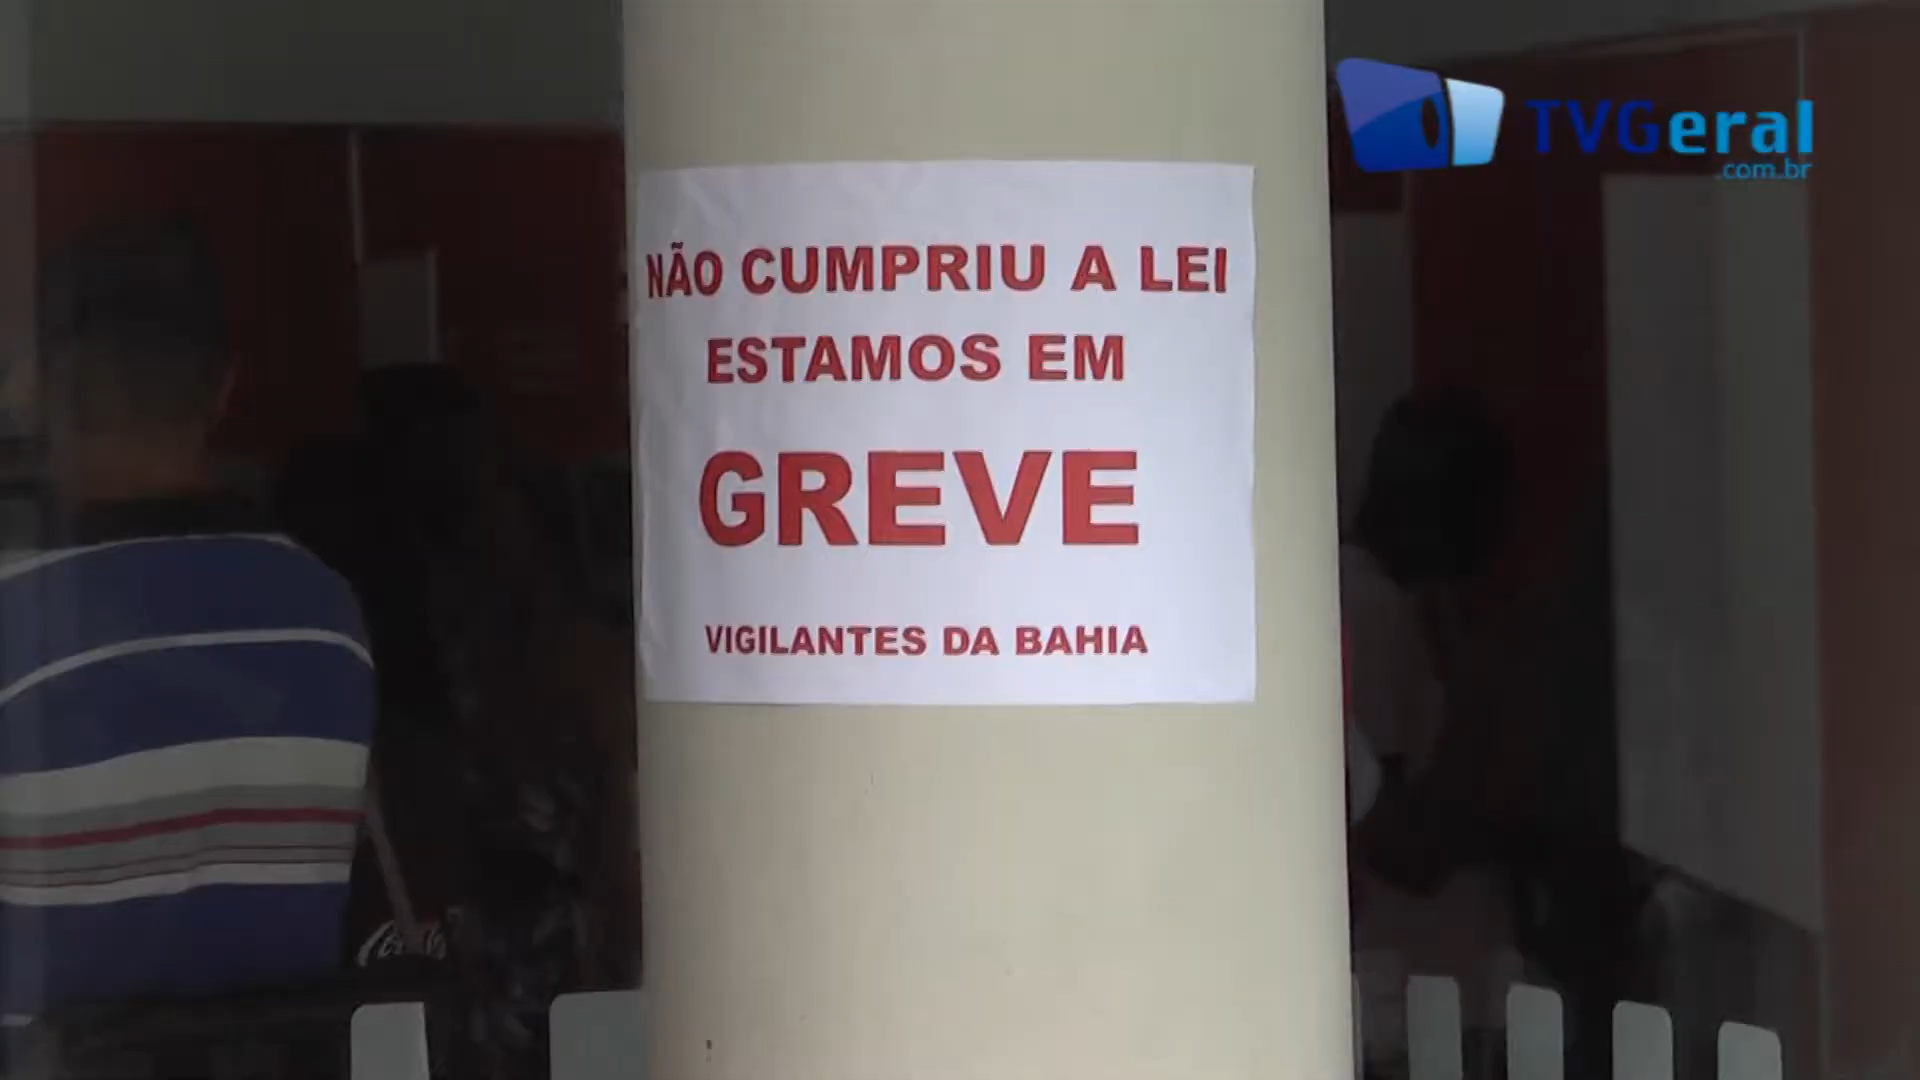 TVGeral
.com.br
NÃO CUMPRIU A LEI
ESTAMOS EM
GREVE
VIGILANTES DA BAHIA